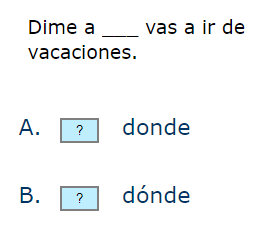 Dime a ___ vas a ir de
vacaciones.
A. ? donde
B. ? dónde